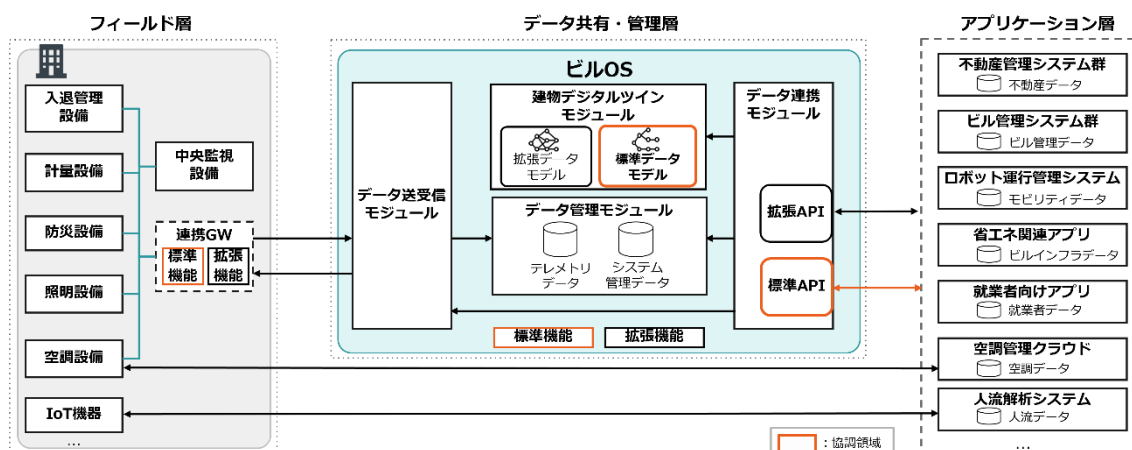 フィールド層
データ共有・管理層
アプリケーション層
入退管理
設備
計量設備
防災設備
照明設備
空調設備
IoT機器
…
中央監視
設備
連携GW
標準
機能
拡張
機能
ビルOS
データ送受信
モジュール
建物デジタルツイン
モジュール
拡張データ
モデル
標準データ
モデル
データ管理モジュール
テレメトリ
データ
システム
管理データ
データ連携
モジュール
拡張API
標準API
標準機能
拡張機能
不動産管理システム群
不動産データ
ビル管理システム群
ビル管理データ
ロボット運行管理システム
モビリティデータ
省エネ関連アプリ
ビルインフラデータ
就業者向けアプリ
就業者データ
空調管理クラウド
空調データ
人流解析システム
人流データ
…
：協調領域